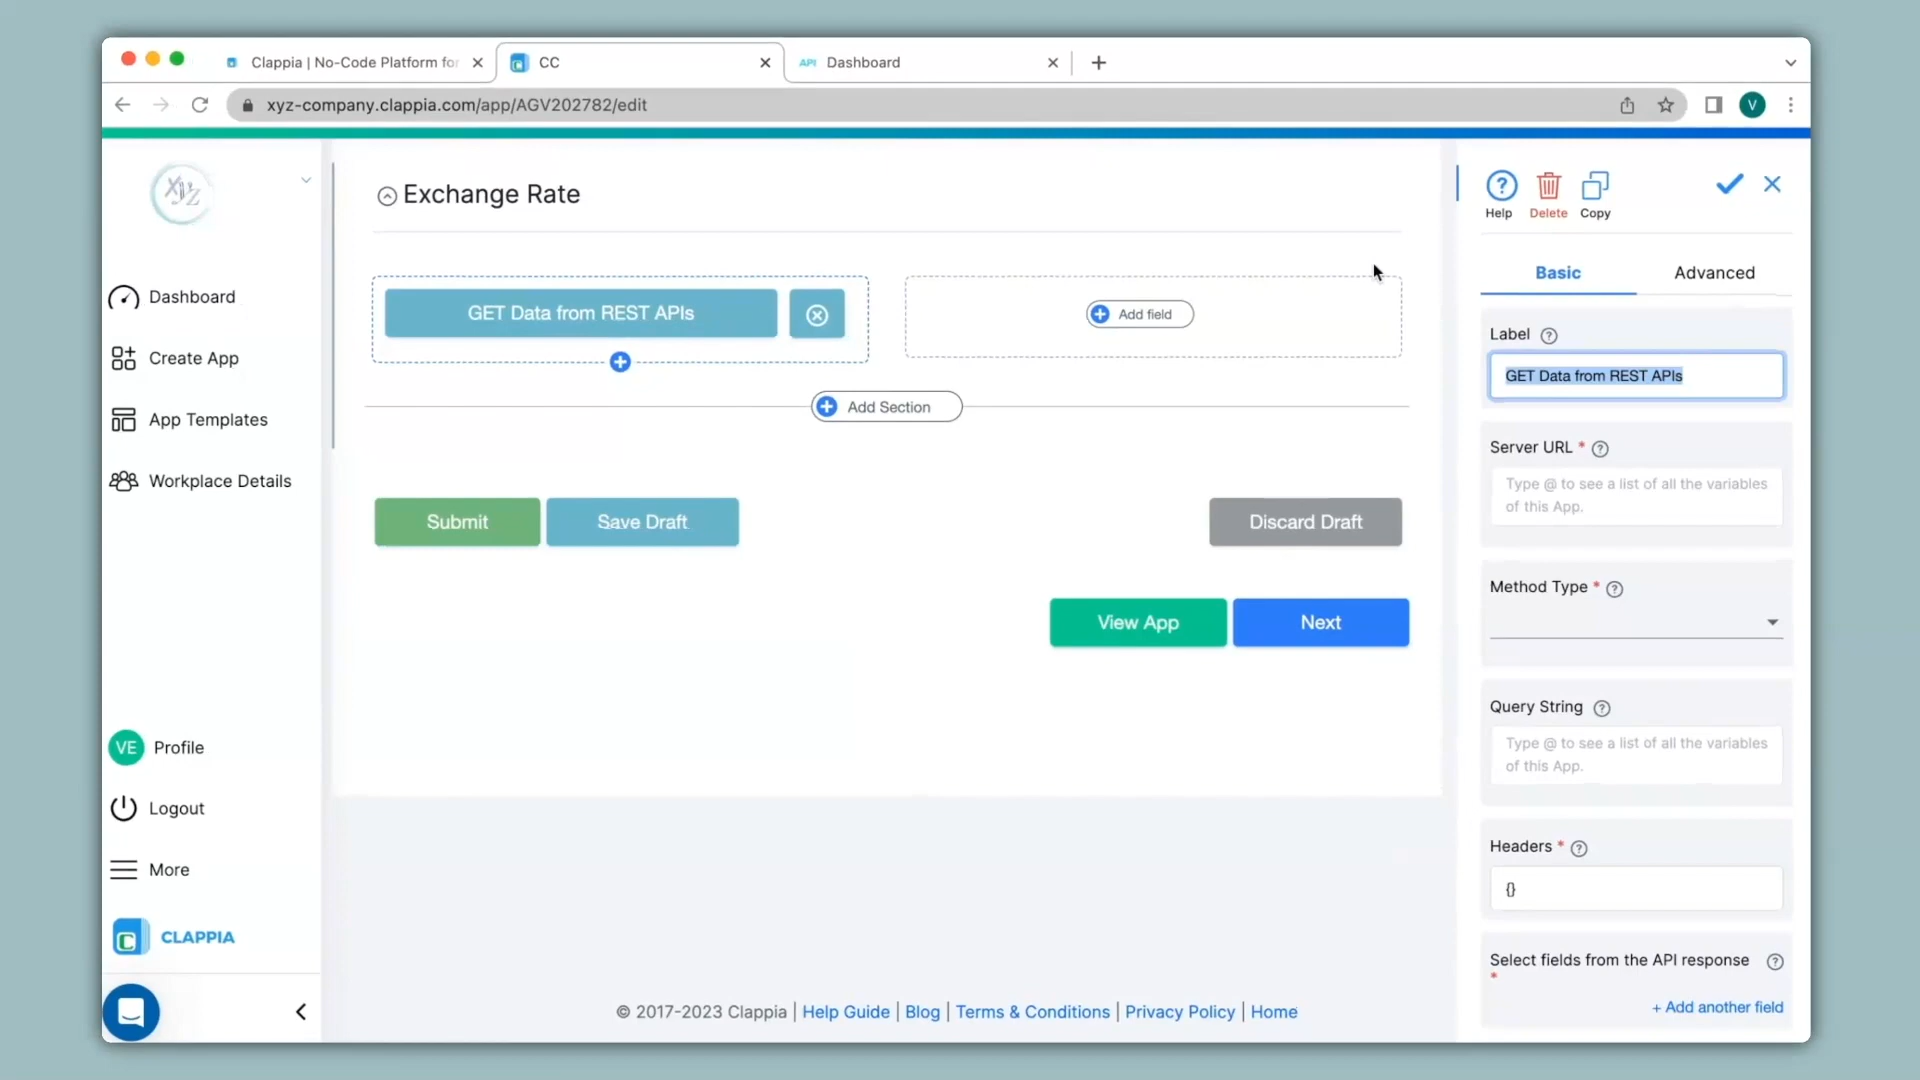 Clappia | No-Code Platform for
CC
API Dashboard
xyz-company.clappia.com/app/AGV202782/edit
V
XYZ
Dashboard
Create App
App Templates
Workplace Details
VE Profile
Logout
More
CLAPPIA
Exchange Rate
GET Data from REST APIs
Add field
Add Section
Submit
Save Draft
Discard Draft
View App
Next
© 2017-2023 Clappia | Help Guide | Blog | Terms & Conditions | Privacy Policy | Home
Help
Delete
Copy
Basic
Advanced
Label
GET Data from REST APIs
Server URL *
Type @ to see a list of all the variables
of this App.
Method Type *
Query String
Type @ to see a list of all the variables
of this App.
Headers *
{}
Select fields from the API response
*
+ Add another field